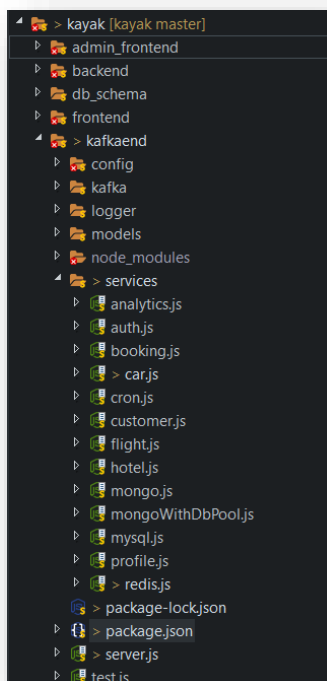 > kayak [kayak master]
admin_frontend
backend
db_schema
frontend
> kafkaend
config
kafka
logger
models
node_modules
> services
analytics.js
auth.js
booking.js
> car.js
cron.js
customer.js
flight.js
hotel.js
mongo.js
mongoWithDbPool.js
mysql.js
profile.js
> redis.js
> package-lock.json
{} > package.json
> server.js
test.js